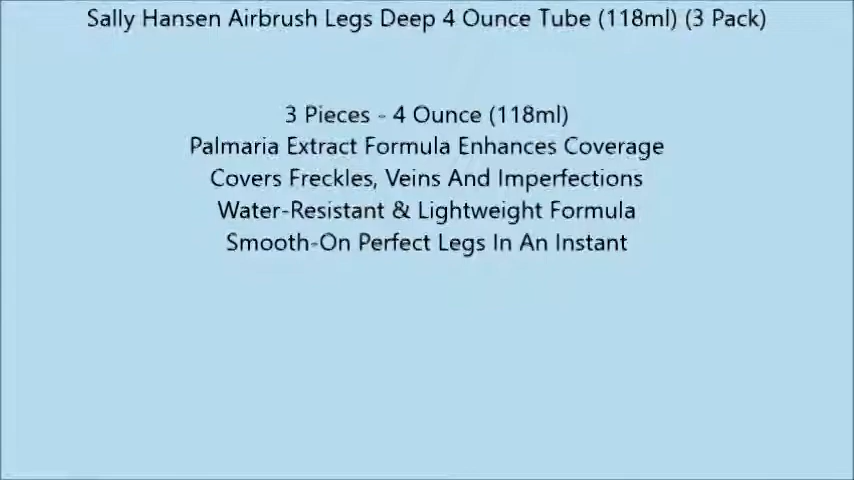 Sally Hansen Airbrush Legs Deep 4 Ounce Tube (118ml) (3 Pack)
3 Pieces - 4 Ounce (118ml)
Palmaria Extract Formula Enhances Coverage
Covers Freckles, Veins And Imperfections
Water-Resistant & Lightweight Formula
Smooth-On Perfect Legs In An Instant